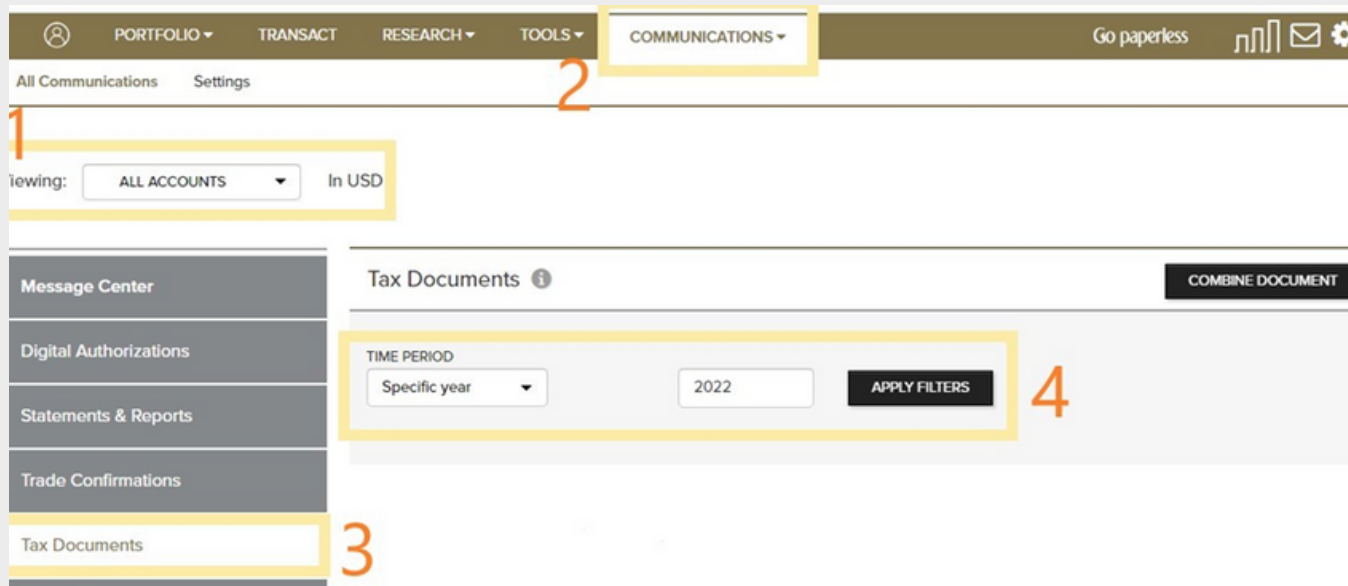 PORTFOLIO TRANSACT RESEARCH TOOLS COMMUNICATIONS Go paperless
2
All Communications Settings
1
iewing: ALL ACCOUNTS In USD
Message Center
Tax Documents
COMBINE DOCUMENT
Digital Authorizations
TIME PERIOD
Specific year 2022 APPLY FILTERS
4
Statements & Reports
Trade Confirmations
Tax Documents
3